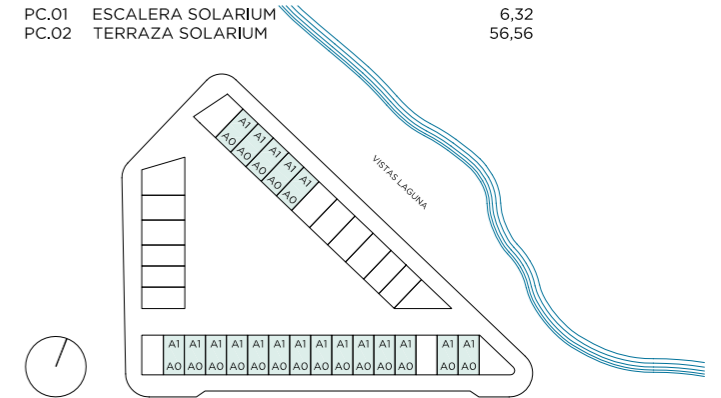 PC.01 ESCALERA SOLARIUM 6,32
PC.02 TERRAZA SOLARIUM 56,56
A1 A1 A1 A1 A1
A0 A0 A0 A0 A0
VISTAS LAGUNA
A1 A1 A1 A1 A1 A1 A1 A1 A1 A1 A1 A1 A1 A1
A0 A0 A0 A0 A0 A0 A0 A0 A0 A0 A0 A0 A0 A0